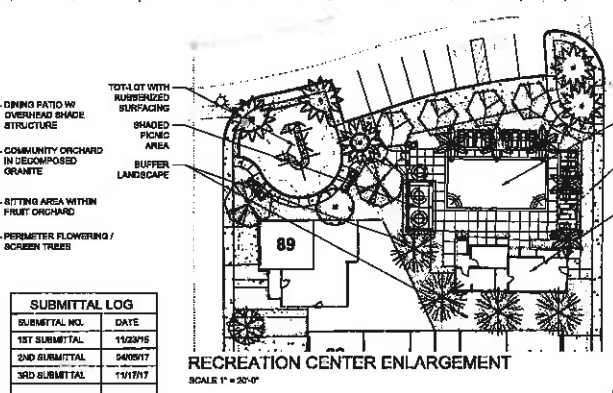 DINING PATIO W/
OVERHEAD SHADE
STRUCTURE
COMMUNITY ORCHARD
IN DECOMPOSED
GRANITE
SITTING AREA WITHIN
FRUIT ORCHARD
PERIMETER FLOWERING /
SCREEN TREES
TOT-LOT WITH
RUBBERIZED
SURFACING
SHADED
PICNIC
AREA
BUFFER
LANDSCAPE
89
SUBMITTAL LOG
SUBMITTAL NO. DATE
1ST SUBMITTAL 11/23/15
2ND SUBMITTAL 04/05/17
3RD SUBMITTAL 11/17/17
RECREATION CENTER ENLARGEMENT
SCALE 1" = 20'-0"